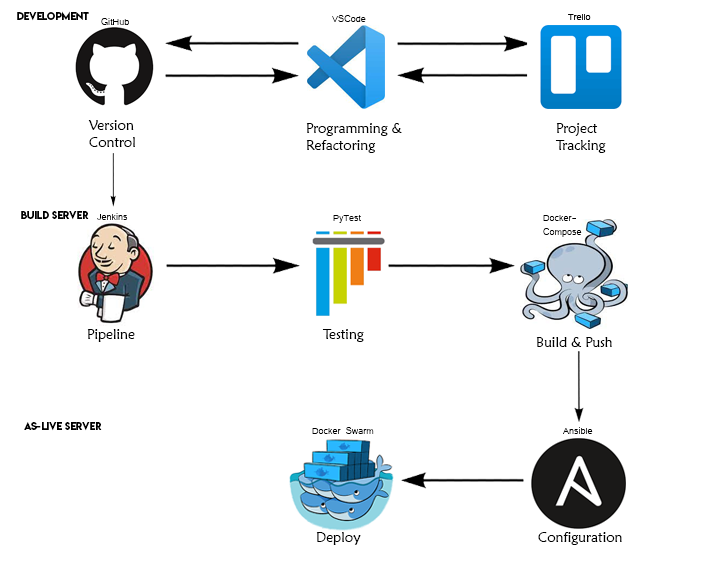 DEVELOPMENT
GitHub
VSCode
Trello
Version
Control
Programming &
Refactoring
Project
Tracking
BUILD SERVER
Jenkins
PyTest
Docker-
Compose
Pipeline
Testing
Build & Push
AS-LIVE SERVER
Docker Swarm
Ansible
Deploy
Configuration